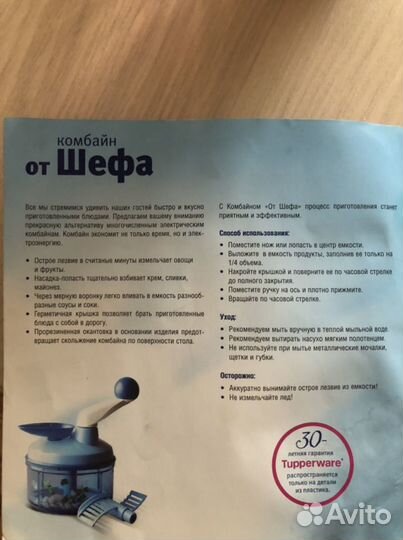 комбайн
от Шефа
Все мы стремимся удивить наших гостей быстро и вкусно
приготовленными блюдами. Предлагаем вашему вниманию
прекрасную альтернативу многочисленным электрическим
комбайнам. Комбайн экономит не только время, но и элек-
троэнергию.
• Острое лезвие в считаные минуты измельчает овощи
и фрукты.
• Насадка-лопасть тщательно взбивает крем, сливки,
майонез.
• Через мерную воронку легко вливать в емкость разнооб-
разные соусы и соки.
• Герметичная крышка позволяет брать приготовленные
блюда с собой в дорогу.
• Прорезиненная окантовка в основании изделия предот-
вращает скольжение комбайна по поверхности стола.
С Комбайном «От Шефа» процесс приготовления станет
приятным и эффективным.
Способ использования:
• Поместите нож или лопасть в центр емкости.
• Выложите в емкость продукты, заполнив ее только на
1/4 объема.
• Накройте крышкой и поверните ее по часовой стрелке
до полного закрытия.
• Поместите ручку на ось и плотно прижмите.
• Вращайте по часовой стрелке.
Уход:
• Рекомендуем мыть вручную в теплой мыльной воде.
• Рекомендуем вытирать насухо мягким полотенцем.
• Не используйте при мытье металлические мочалки,
щетки и губки.
Осторожно:
• Аккуратно вынимайте острое лезвие из емкости!
• Не измельчайте лед!
30-
летняя гарантия
Tupperware®
распространяется
только на детали
из пластика.
Avito